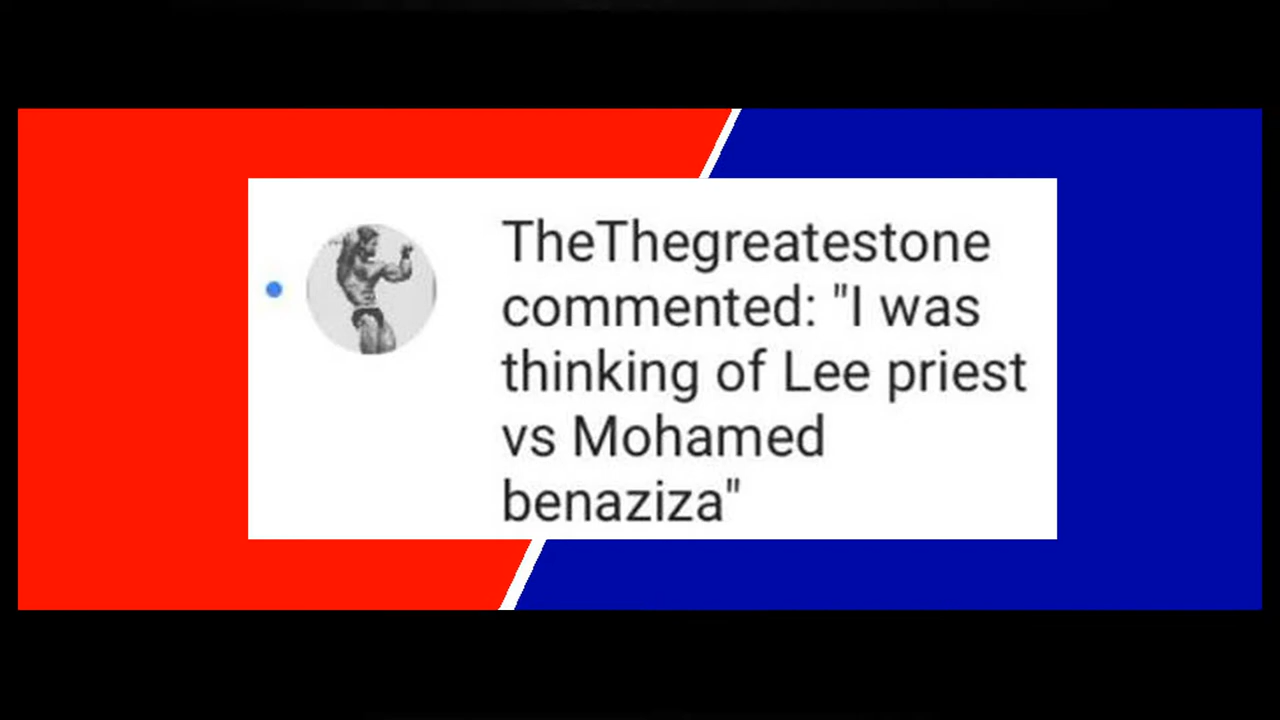 TheThegreatestone
commented: "I was
thinking of Lee priest
vs Mohamed
benaziza"